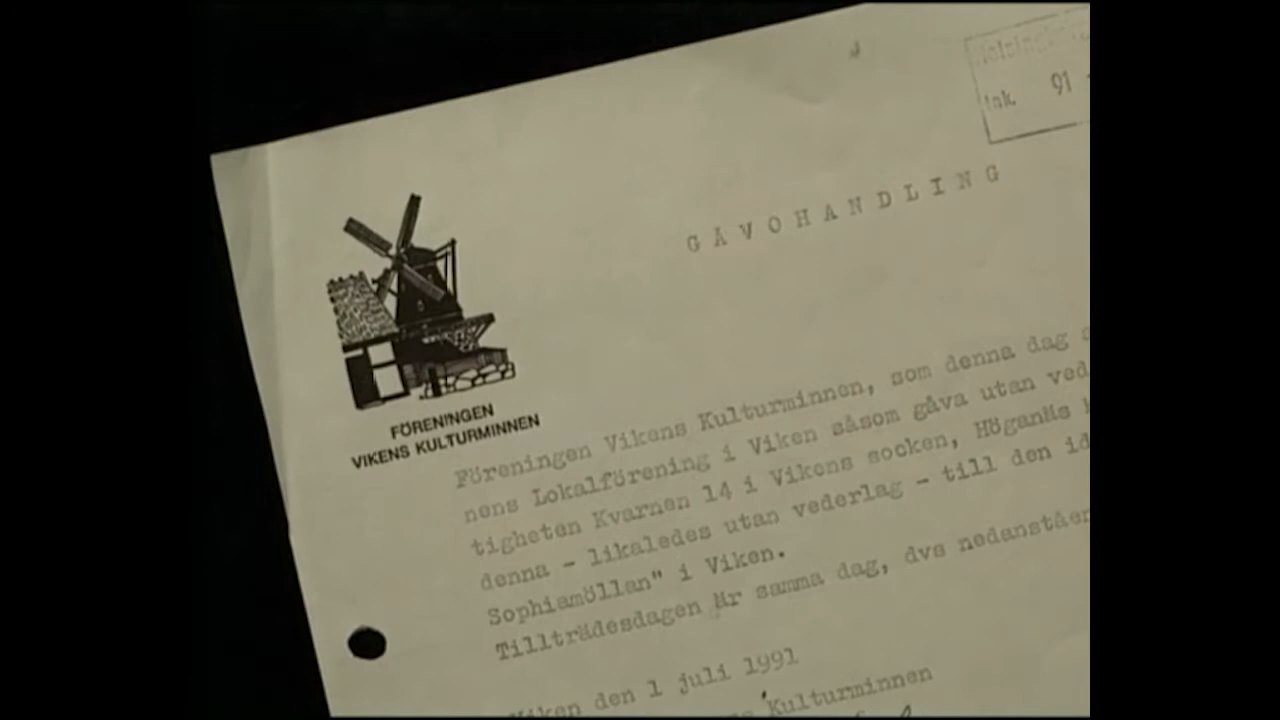 Ink. 91
GÅVOHANDLING
FÖRENINGEN
VIKENS KULTURMINNEN
Föreningen Vikens Kulturminnen, som denna dag
nens Lokalförening i Viken såsom gåva utan ved
tigheten Kvarnen 14 i Vikens socken, Höganäs
denna - likaledes utan vederlag - till den id
Sophiamöllan" i Viken.
Tillträdesdagen är samma dag, dvs nedanståen
Viken den 1 juli 1991
Kulturminnen